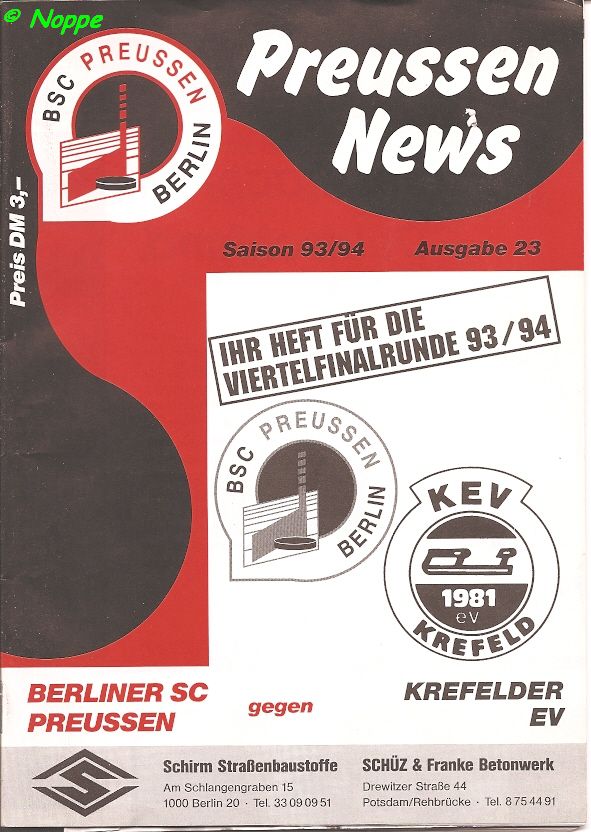 © Noppe
BSC PREUSSEN BERLIN
Preussen
News
Preis DM 3,–
Saison 93/94 Ausgabe 23
IHR HEFT FÜR DIE
VIERTELFINALRUNDE 93/94
BSC PREUSSEN BERLIN
KEV
1981
eV
KREFELD
BERLINER SC
PREUSSEN
gegen
KREFELDER
EV
Schirm Straßenbaustoffe
Am Schlangengraben 15
1000 Berlin 20 · Tel. 33 09 09 51
SCHÜZ & Franke Betonwerk
Drewitzer Straße 44
Potsdam/Rehbrücke · Tel. 8 75 44 91